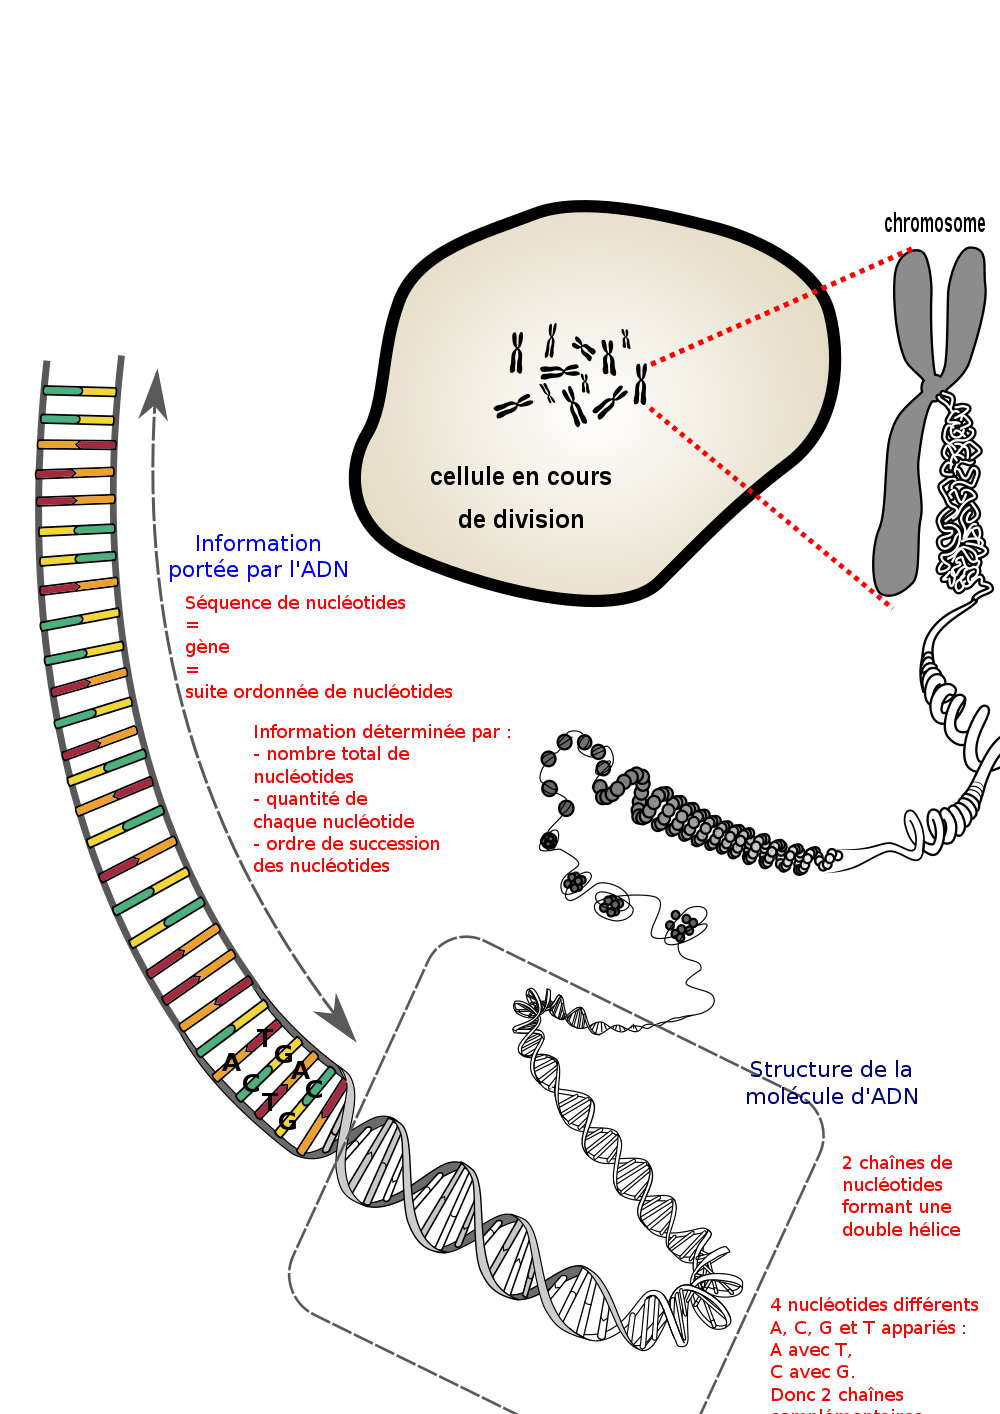 chromosome
cellule en cours
de division
Information
portée par l'ADN
Séquence de nucléotides
=
gène
=
suite ordonnée de nucléotides
Information déterminée par :
- nombre total de
nucléotides
- quantité de
chaque nucléotide
- ordre de succession
des nucléotides
T
G
A
C
A
C
T
G
Structure de la
molécule d'ADN
2 chaînes de
nucléotides
formant une
double hélice
4 nucléotides différents
A, C, G et T appariés :
A avec T,
C avec G.
Donc 2 chaînes